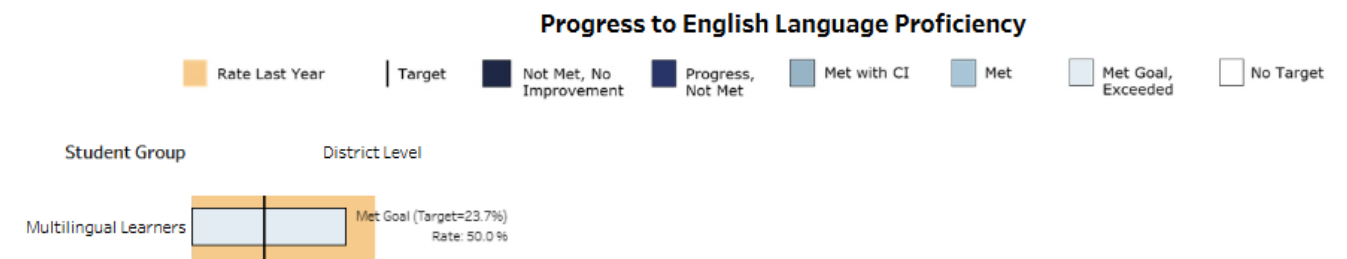 Progress to English Language Proficiency
Rate Last Year
Target
Not Met, No
Improvement
Progress,
Not Met
Met with CI
Met
Met Goal,
Exceeded
No Target
Student Group
District Level
Multilingual Learners
Met Goal (Target=23.7%)
Rate: 50.0 %